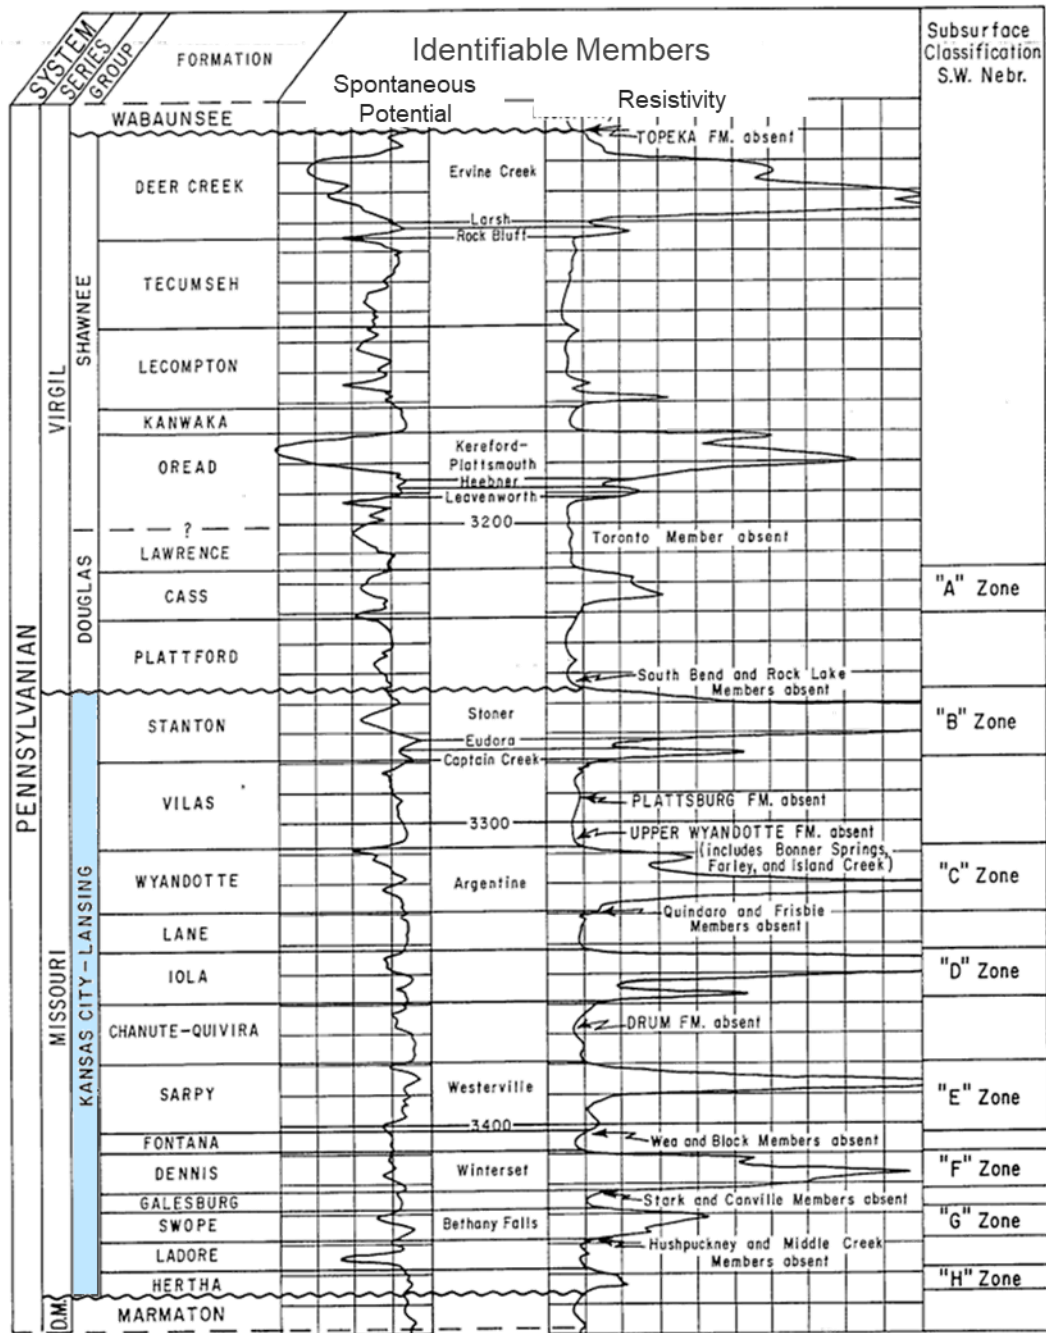 SYSTEM
SERIES
GROUP
FORMATION
Identifiable Members
Spontaneous
Potential
Resistivity
Subsurface
Classification
S.W. Nebr.
WABAUNSEE
TOPEKA FM. absent
DEER CREEK
Ervine Creek
Larsh
Rock Bluff
TECUMSEH
SHAWNEE
LECOMPTON
VIRGIL
KANWAKA
OREAD
Kereford-
Plattsmouth
Heebner
Leavenworth
?
3200
Toronto Member absent
LAWRENCE
DOUGLAS
CASS
"A" Zone
PLATTFORD
South Bend and Rock Lake
Members absent
PENNSYLVANIAN
STANTON
Stoner
Eudora
Captain Creek
"B" Zone
VILAS
PLATTSBURG FM. absent
3300
UPPER WYANDOTTE FM. absent
(includes Bonner Springs,
Farley, and Island Creek)
WYANDOTTE
Argentine
"C" Zone
Quindaro and Frisbie
Members absent
LANE
KANSAS CITY-LANSING
MISSOURI
IOLA
"D" Zone
CHANUTE-QUIVIRA
DRUM FM. absent
SARPY
Westerville
"E" Zone
3400
FONTANA
Wea and Block Members absent
DENNIS
Winterset
"F" Zone
GALESBURG
Stark and Canville Members absent
SWOPE
Bethany Falls
"G" Zone
LADORE
Hushpuckney and Middle Creek
Members absent
HERTHA
"H" Zone
D.M.
MARMATON